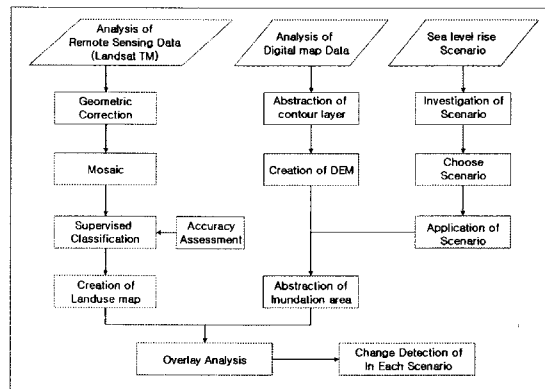 Analysis of
Remote Sensing Data
(Landsat TM)
Analysis of
Digital map Data
Sea level rise
Scenario
Geometric
Correction
Abstraction of
contour layer
Investigation of
Scenario
Mosaic
Creation of DEM
Choose
Scenario
Supervised
Classification
Accuracy
Assessment
Application of
Scenario
Creation of
Landuse map
Abstraction of
Inundation area
Overlay Analysis
Change Detection of
In Each Scenario